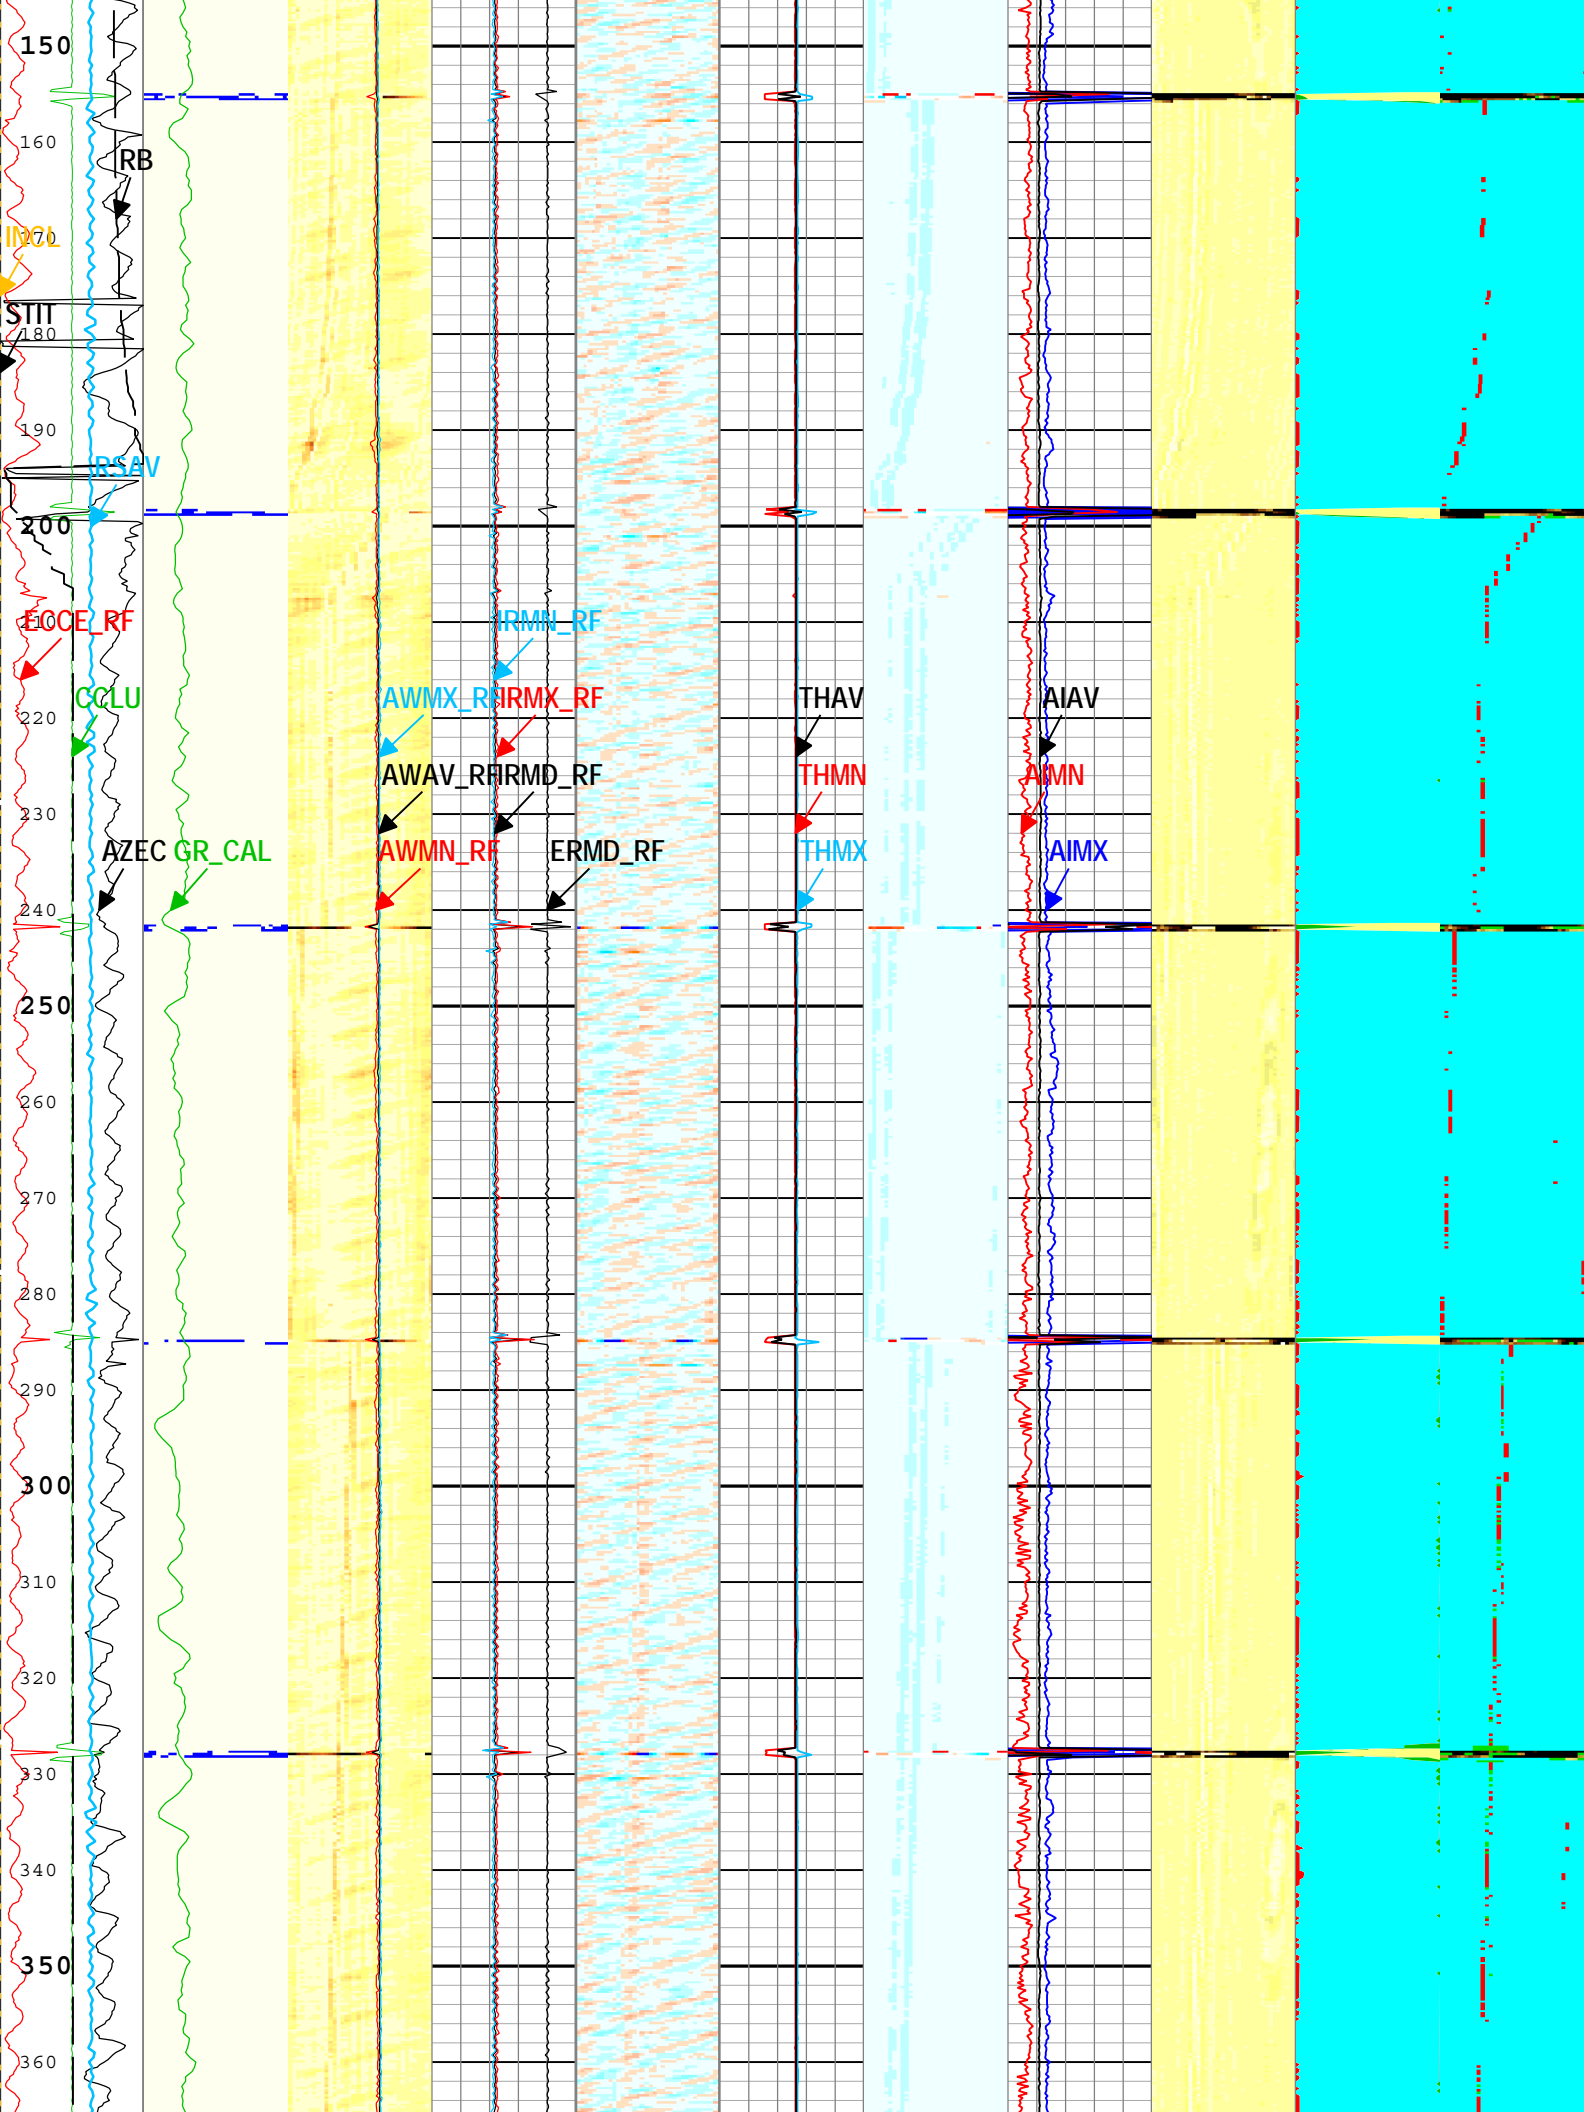 150
160
RB
INCL
270
STIT
180
190
RSAV
200
210
ECCE_RF
IRMN_RF
CCLU
AWMX_RF
IRMX_RF
THAV
AIAV
220
AWAV_RF
IRMD_RF
THMN
AIMN
230
AZEC
GR_CAL
AWMN_RF
ERMD_RF
THMX
AIMX
240
250
260
270
280
290
300
310
320
330
340
350
360